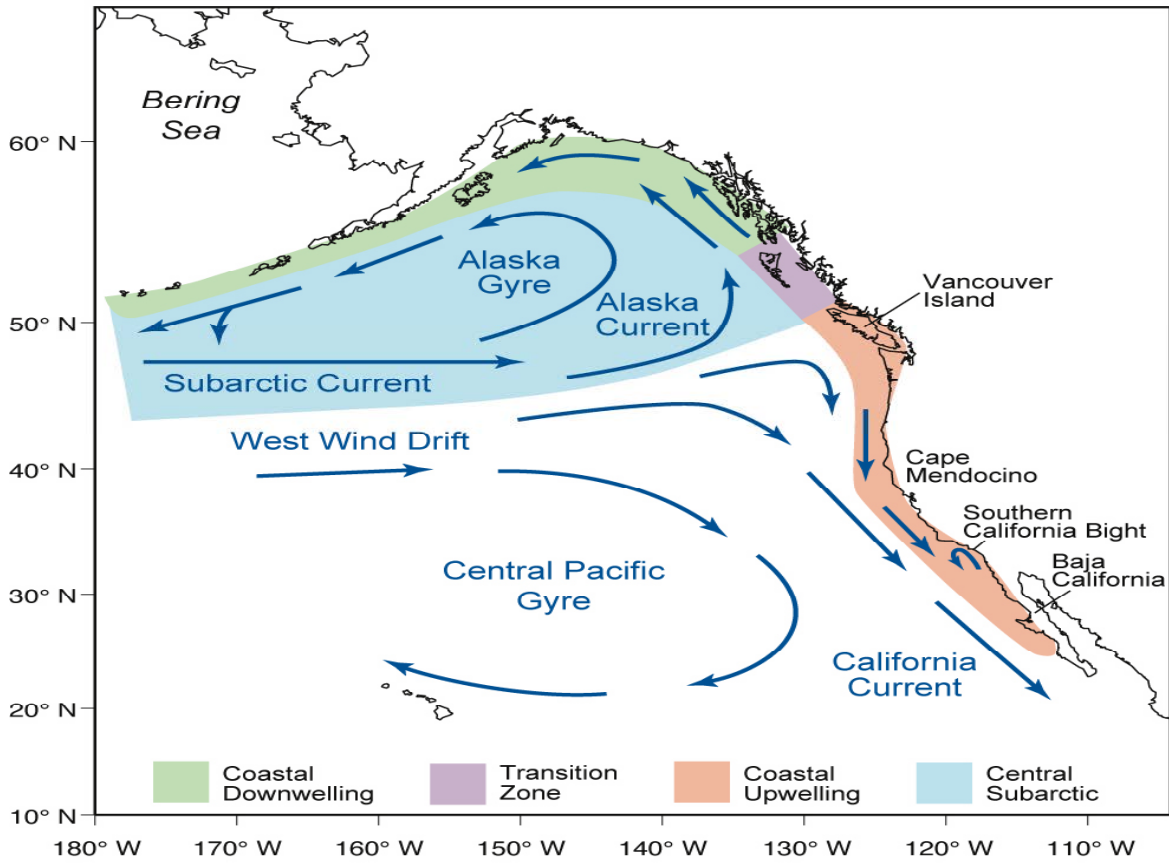 Bering
Sea
60° N
50° N
40° N
30° N
20° N
10° N
Alaska
Gyre
Alaska
Current
Subarctic Current
West Wind Drift
Central Pacific
Gyre
California
Current
Vancouver
Island
Cape
Mendocino
Southern
California Bight
Baja
California
Coastal
Downwelling
Transition
Zone
Coastal
Upwelling
Central
Subarctic
180° W
170° W
160° W
150° W
140° W
130° W
120° W
110° W